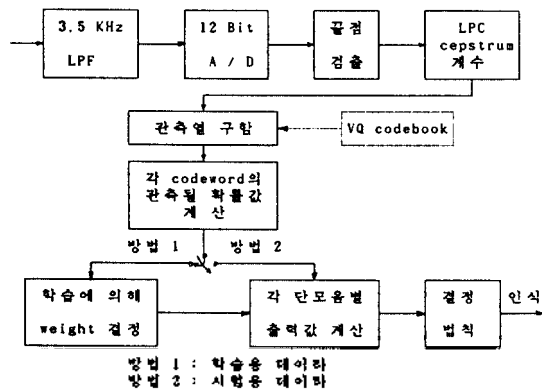 3.5 KHz
LPF
12 Bit
A / D
끝점
검출
LPC
cepstrum
계수
관측열 구함
VQ codebook
각 codeword의
관측될 확률값
계산
방법 1
방법 2
학습에 의해
weight 결정
각 단모음별
출력값 계산
결정
법칙
인식
방법 1 : 학습용 데이타
방법 2 : 시험용 데이타